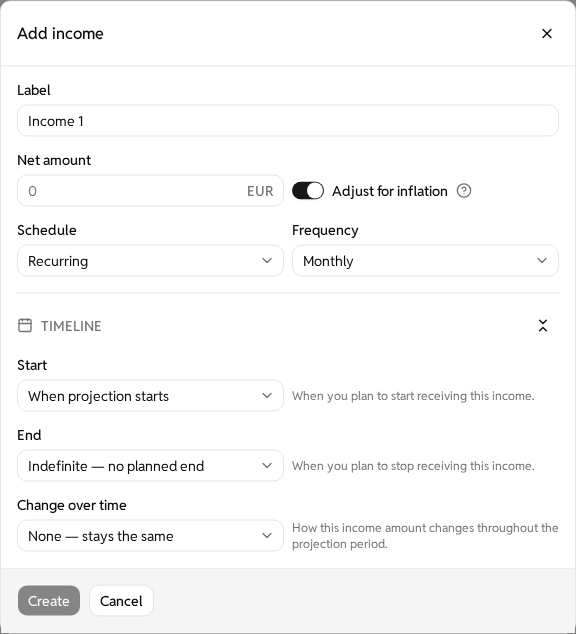 Add income
Label
Income 1
Net amount
0 EUR
Adjust for inflation
Schedule
Frequency
Recurring
Monthly
TIMELINE
Start
When projection starts
When you plan to start receiving this income.
End
Indefinite — no planned end
When you plan to stop receiving this income.
Change over time
None — stays the same
How this income amount changes throughout the
projection period.
Create
Cancel